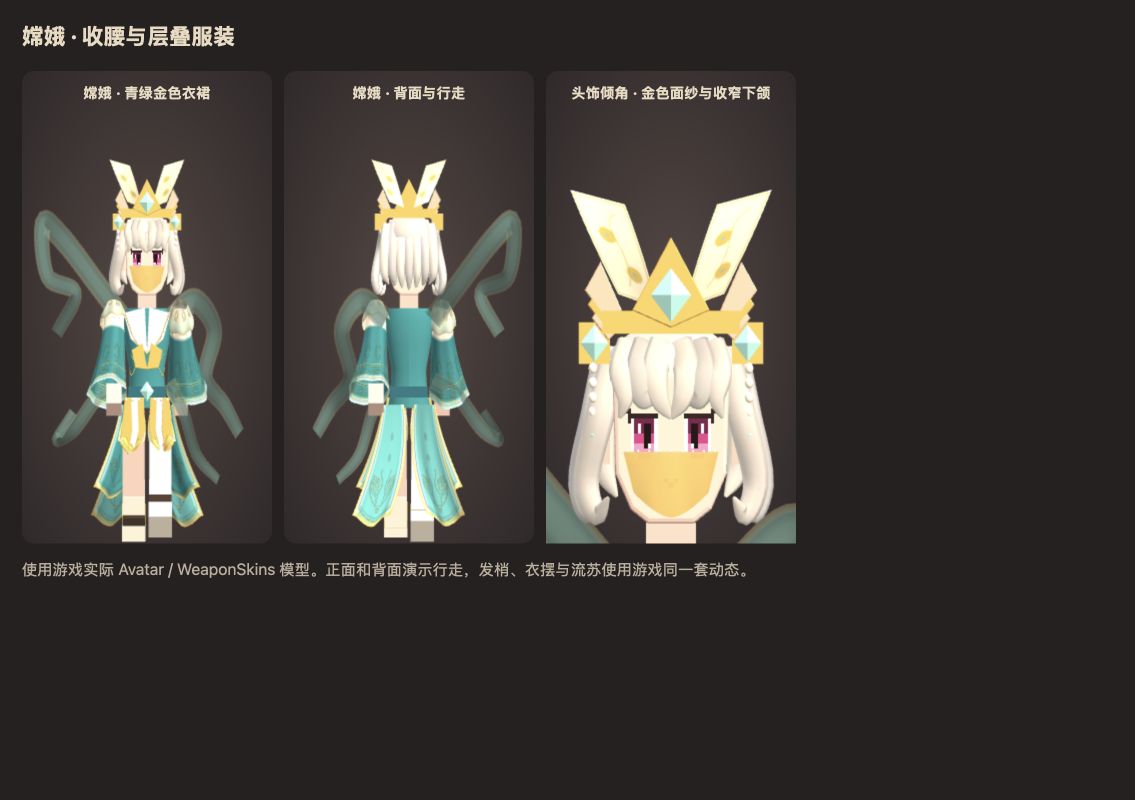 嫦娥 · 收腰与层叠服装
嫦娥 · 青绿金色衣裙
嫦娥 · 背面与行走
头饰倾角 · 金色面纱与收窄下颌
使用游戏实际 Avatar / WeaponSkins 模型。正面和背面演示行走，发梢、衣摆与流苏使用游戏同一套动态。